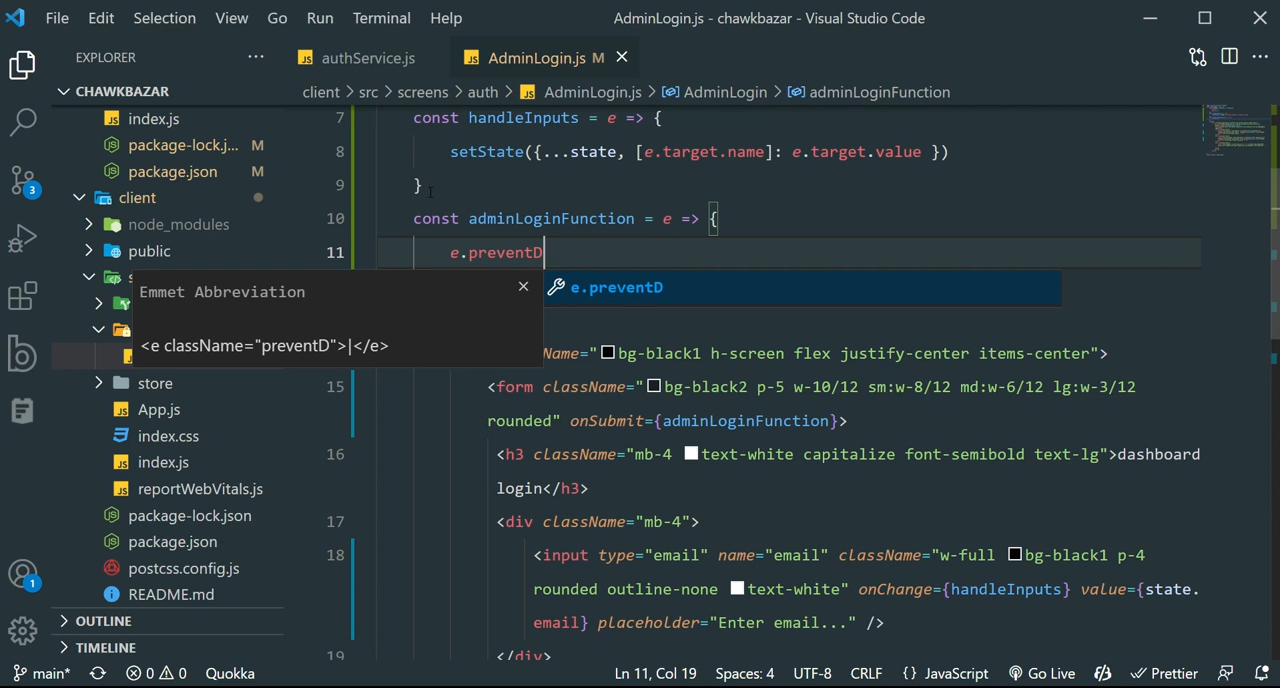 File Edit Selection View Go Run Terminal Help AdminLogin.js - chawkbazar - Visual Studio Code
EXPLORER ···
authService.js
AdminLogin.js M
CHAWKBAZAR
client > src > screens > auth > AdminLogin.js > AdminLogin > adminLoginFunction
index.js
package-lock.j... M
package.json M
client
node_modules
public
s
store
App.js
index.css
index.js
reportWebVitals.js
package-lock.json
package.json
postcss.config.js
README.md
OUTLINE
TIMELINE
3
1
7 const handleInputs = e => {
8 setState({...state, [e.target.name]: e.target.value })
9 }
10 const adminLoginFunction = e => {
11 e.preventD
Emmet Abbreviation
<e className="preventD">|</e>
e.preventD
Name="bg-black1 h-screen flex justify-center items-center">
15 <form className="bg-black2 p-5 w-10/12 sm:w-8/12 md:w-6/12 lg:w-3/12
rounded" onSubmit={adminLoginFunction}>
16 <h3 className="mb-4 text-white capitalize font-semibold text-lg">dashboard
login</h3>
17 <div className="mb-4">
18 <input type="email" name="email" className="w-full bg-black1 p-4
rounded outline-none text-white" onChange={handleInputs} value={state.
email} placeholder="Enter email..." />
19 </div>
main* 0 0 Quokka Ln 11, Col 19 Spaces: 4 UTF-8 CRLF {} JavaScript Go Live Prettier